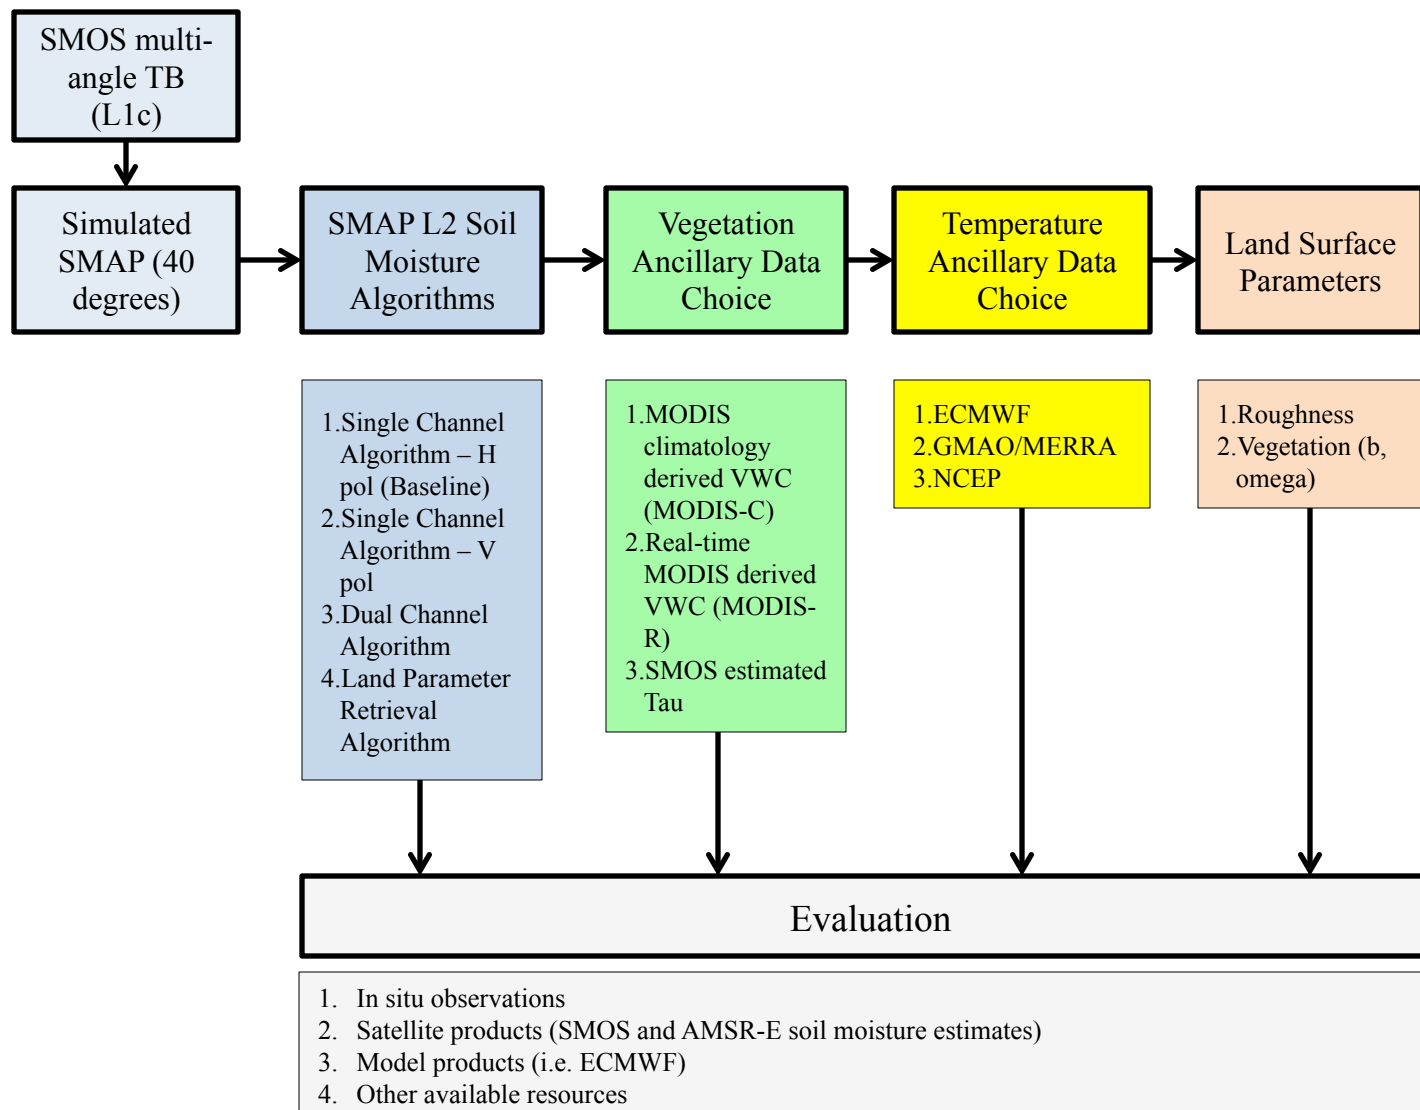 SMOS multi-
angle TB
(L1c)
Simulated
SMAP (40
degrees)
SMAP L2 Soil
Moisture
Algorithms
Vegetation
Ancillary Data
Choice
Temperature
Ancillary Data
Choice
Land Surface
Parameters
1.Single Channel
Algorithm – H
pol (Baseline)
2.Single Channel
Algorithm – V
pol
3.Dual Channel
Algorithm
4.Land Parameter
Retrieval
Algorithm
1.MODIS
climatology
derived VWC
(MODIS-C)
2.Real-time
MODIS derived
VWC (MODIS-
R)
3.SMOS estimated
Tau
1.ECMWF
2.GMAO/MERRA
3.NCEP
1.Roughness
2.Vegetation (b,
omega)
Evaluation
1. In situ observations
2. Satellite products (SMOS and AMSR-E soil moisture estimates)
3. Model products (i.e. ECMWF)
4. Other available resources